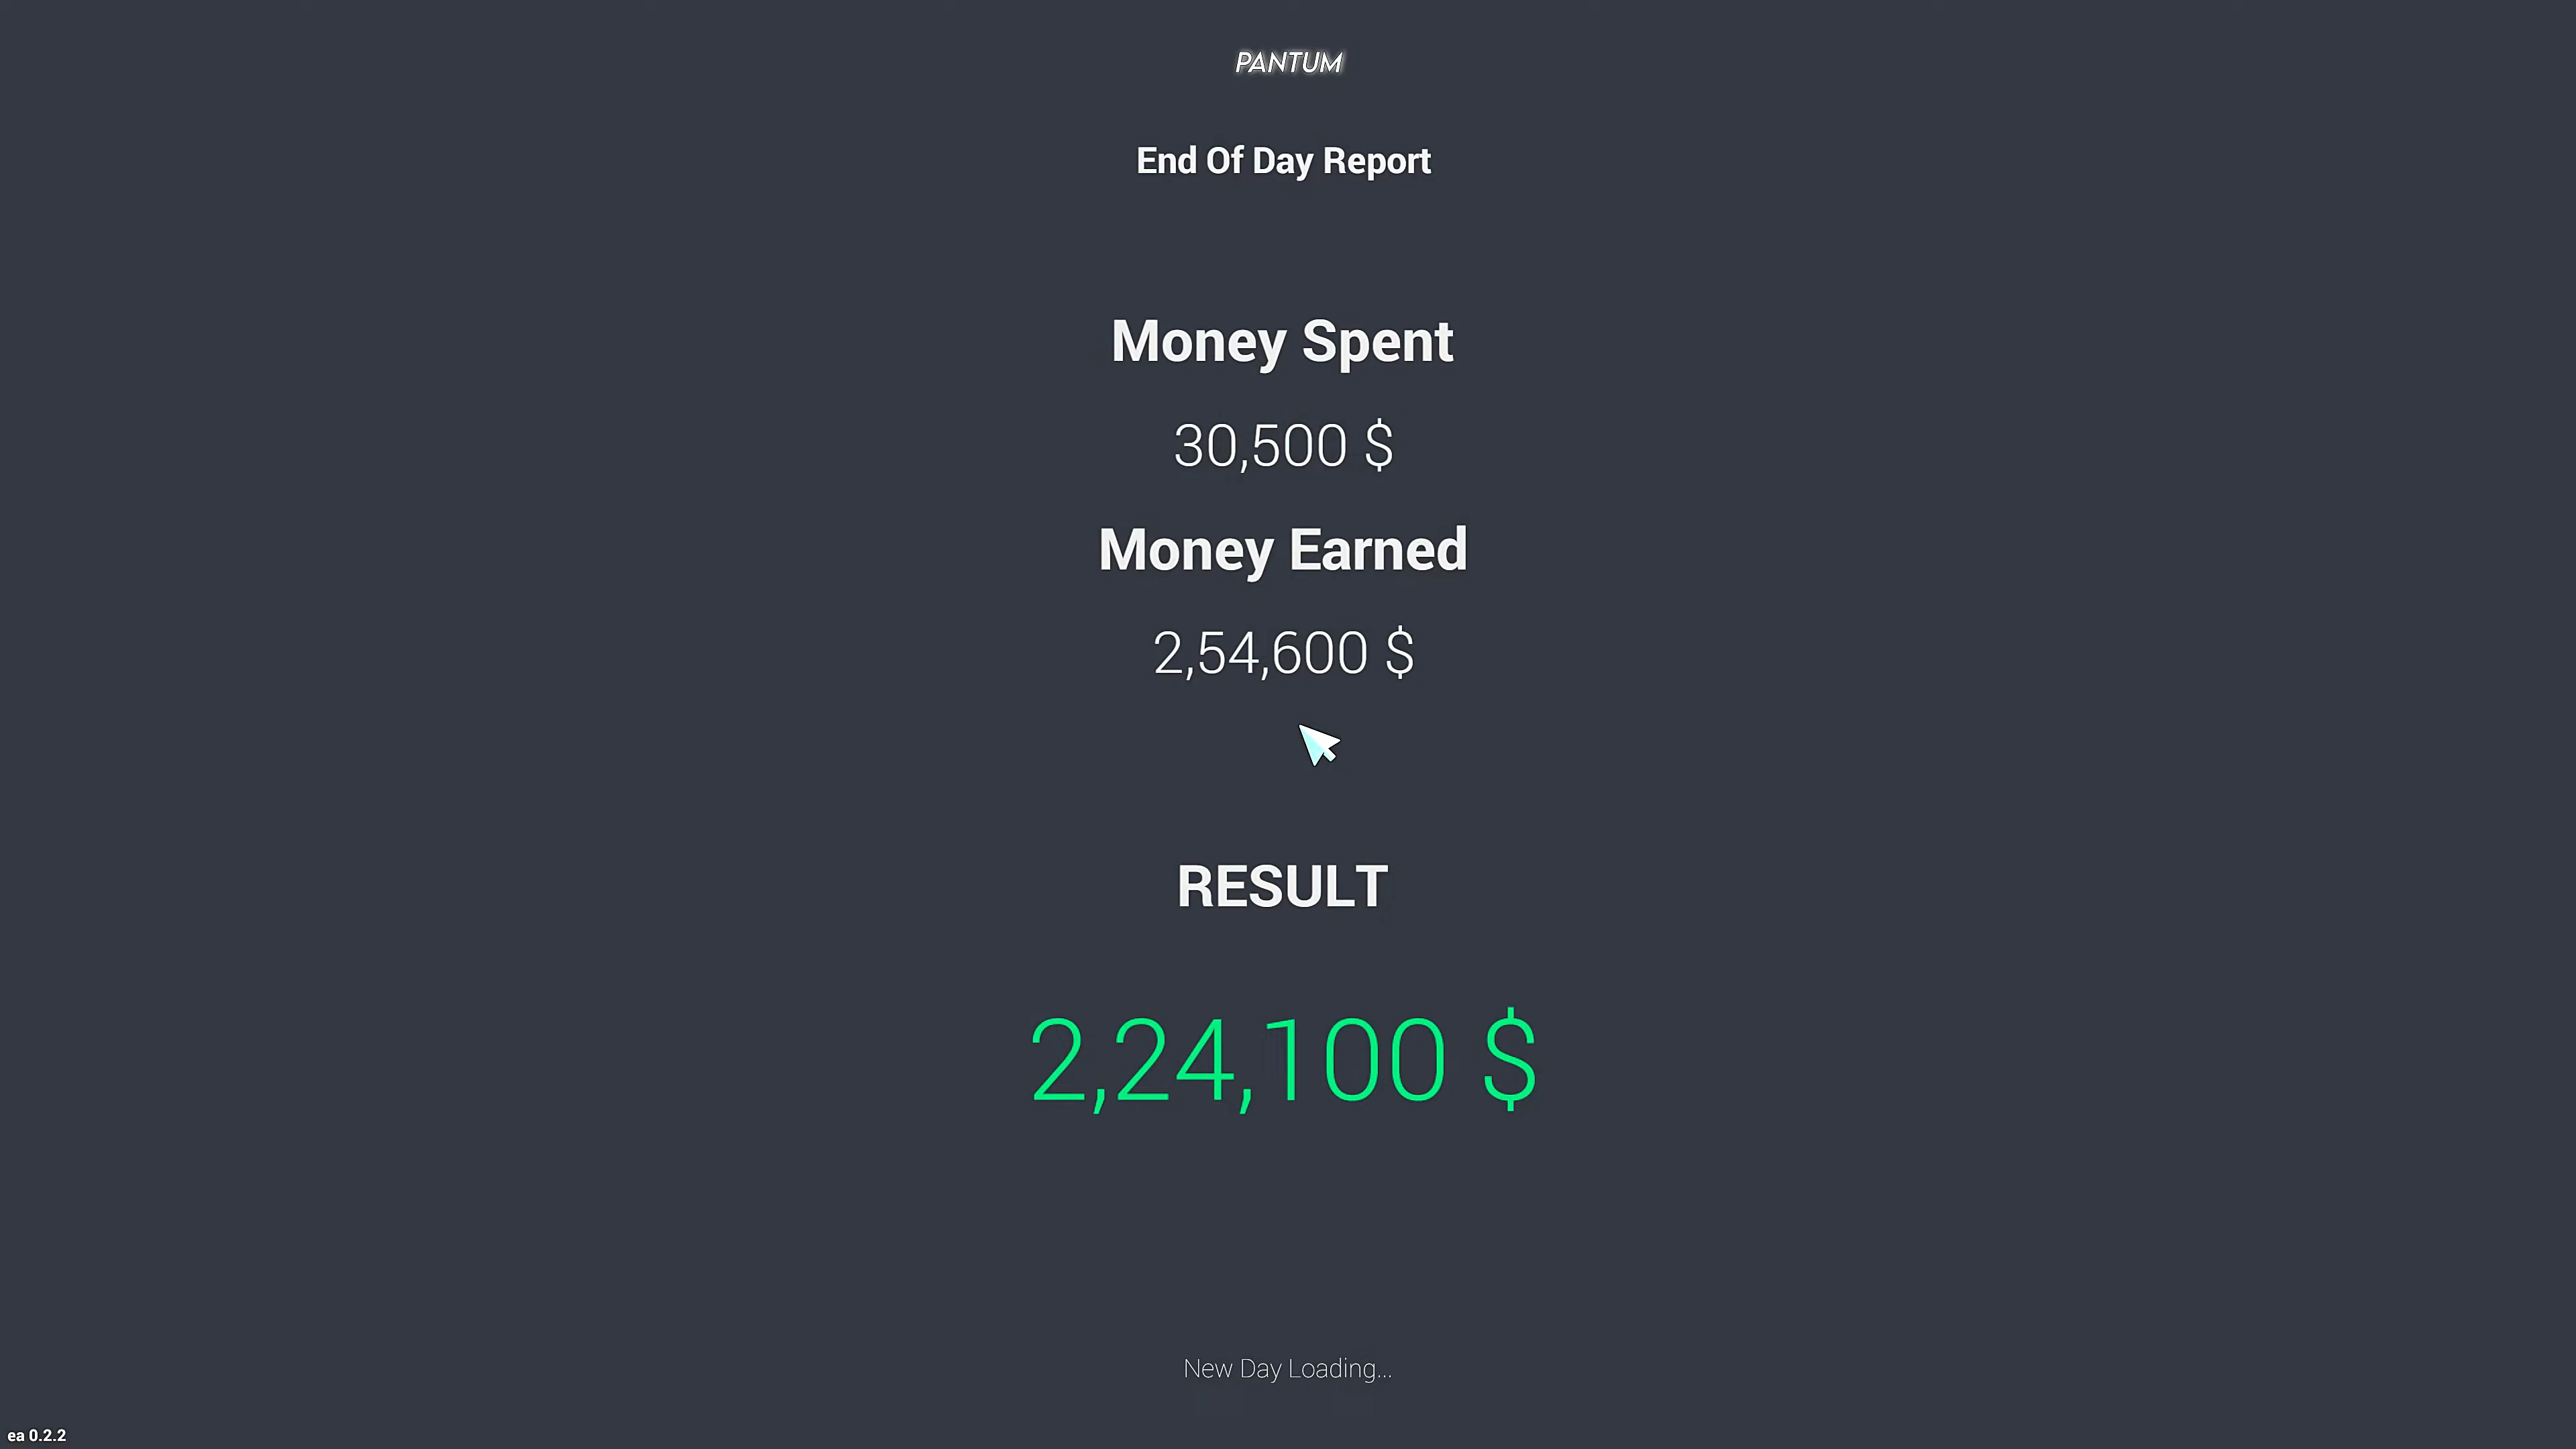 PANTUM
End Of Day Report
Money Spent
30,500 $
Money Earned
2,54,600 $
RESULT
2,24,100 $
New Day Loading...
ea 0.2.2